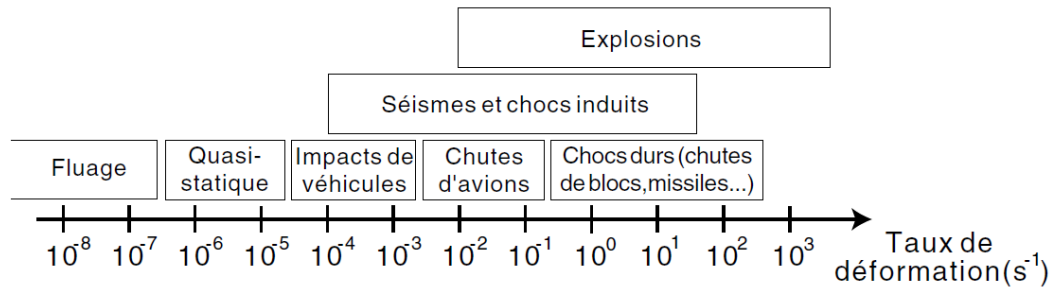 Explosions
Séismes et chocs induits
Fluage
Quasi-
statique
Impacts de
véhicules
Chutes
d'avions
Chocs durs (chutes
de blocs, missiles...)
10⁻⁸ 10⁻⁷ 10⁻⁶ 10⁻⁵ 10⁻⁴ 10⁻³ 10⁻² 10⁻¹ 10⁰ 10¹ 10² 10³
Taux de
déformation(s⁻¹)